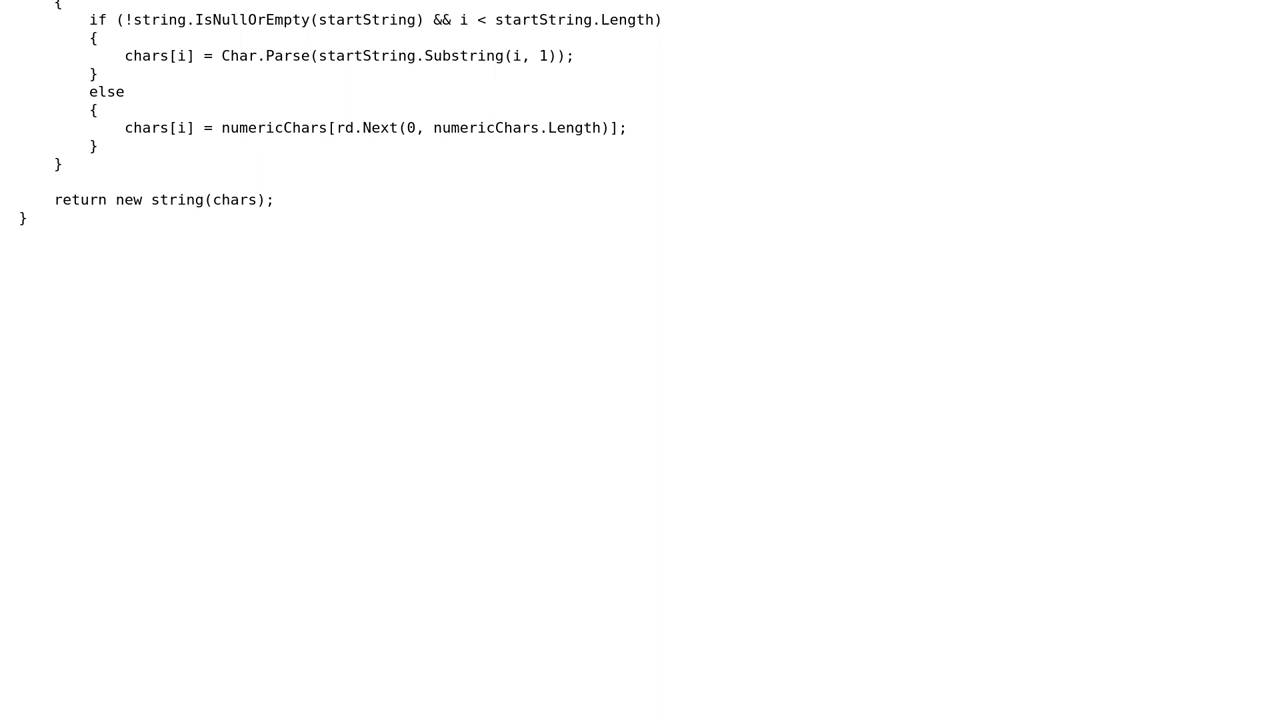 {
if (!string.IsNullOrEmpty(startString) && i < startString.Length)
{
chars[i] = Char.Parse(startString.Substring(i, 1));
}
else
{
chars[i] = numericChars[rd.Next(0, numericChars.Length)];
}
}
return new string(chars);
}